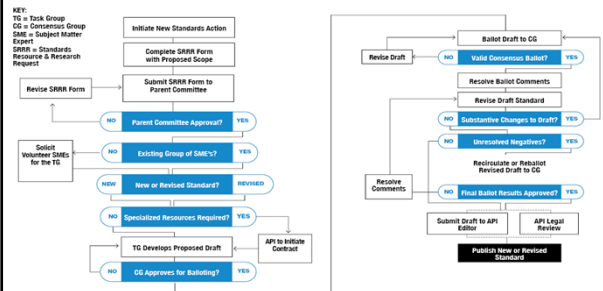 KEY:
TG = Task Group
CG = Consensus Group
SME = Subject Matter
Expert
SRRR = Standards
Resource & Research
Request
Initiate New Standards Action
Complete SRRR Form
with Proposed Scope
Revise SRRR Form
Submit SRRR Form to
Parent Committee
NO Parent Committee Approval? YES
Solicit
Volunteer SMEs
for the TG
NO Existing Group of SME's? YES
NEW New or Revised Standard? REVISED
NO Specialized Resources Required? YES
TG Develops Proposed Draft
API to Initiate
Contract
NO CG Approves for Balloting? YES
Ballot Draft to CG
Revise Draft
NO Valid Consensus Ballot? YES
Resolve Ballot Comments
Revise Draft Standard
NO Substantive Changes to Draft? YES
NO Unresolved Negatives? YES
Recirculate or Reballot
Revised Draft to CG
Resolve
Comments
NO Final Ballot Results Approved? YES
Submit Draft to API
Editor
API Legal
Review
Publish New or Revised
Standard